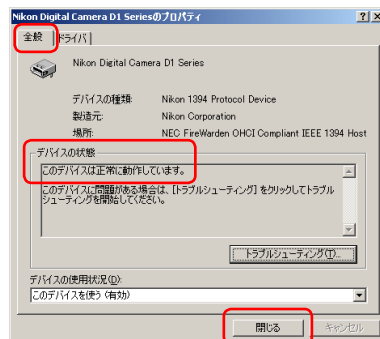 Nikon Digital Camera D1 Seriesのプロパティ
全般
ドライバ
Nikon Digital Camera D1 Series
デバイスの種類: Nikon 1394 Protocol Device
製造元: Nikon Corporation
場所: NEC FireWarden OHCI Compliant IEEE 1394 Host
デバイスの状態
このデバイスは正常に動作しています。
このデバイスに問題がある場合は、[トラブルシューティング] をクリックしてトラブル
シューティングを開始してください。
トラブルシューティング(T)...
デバイスの使用状況(D):
このデバイスを使う (有効)
閉じる
キャンセル